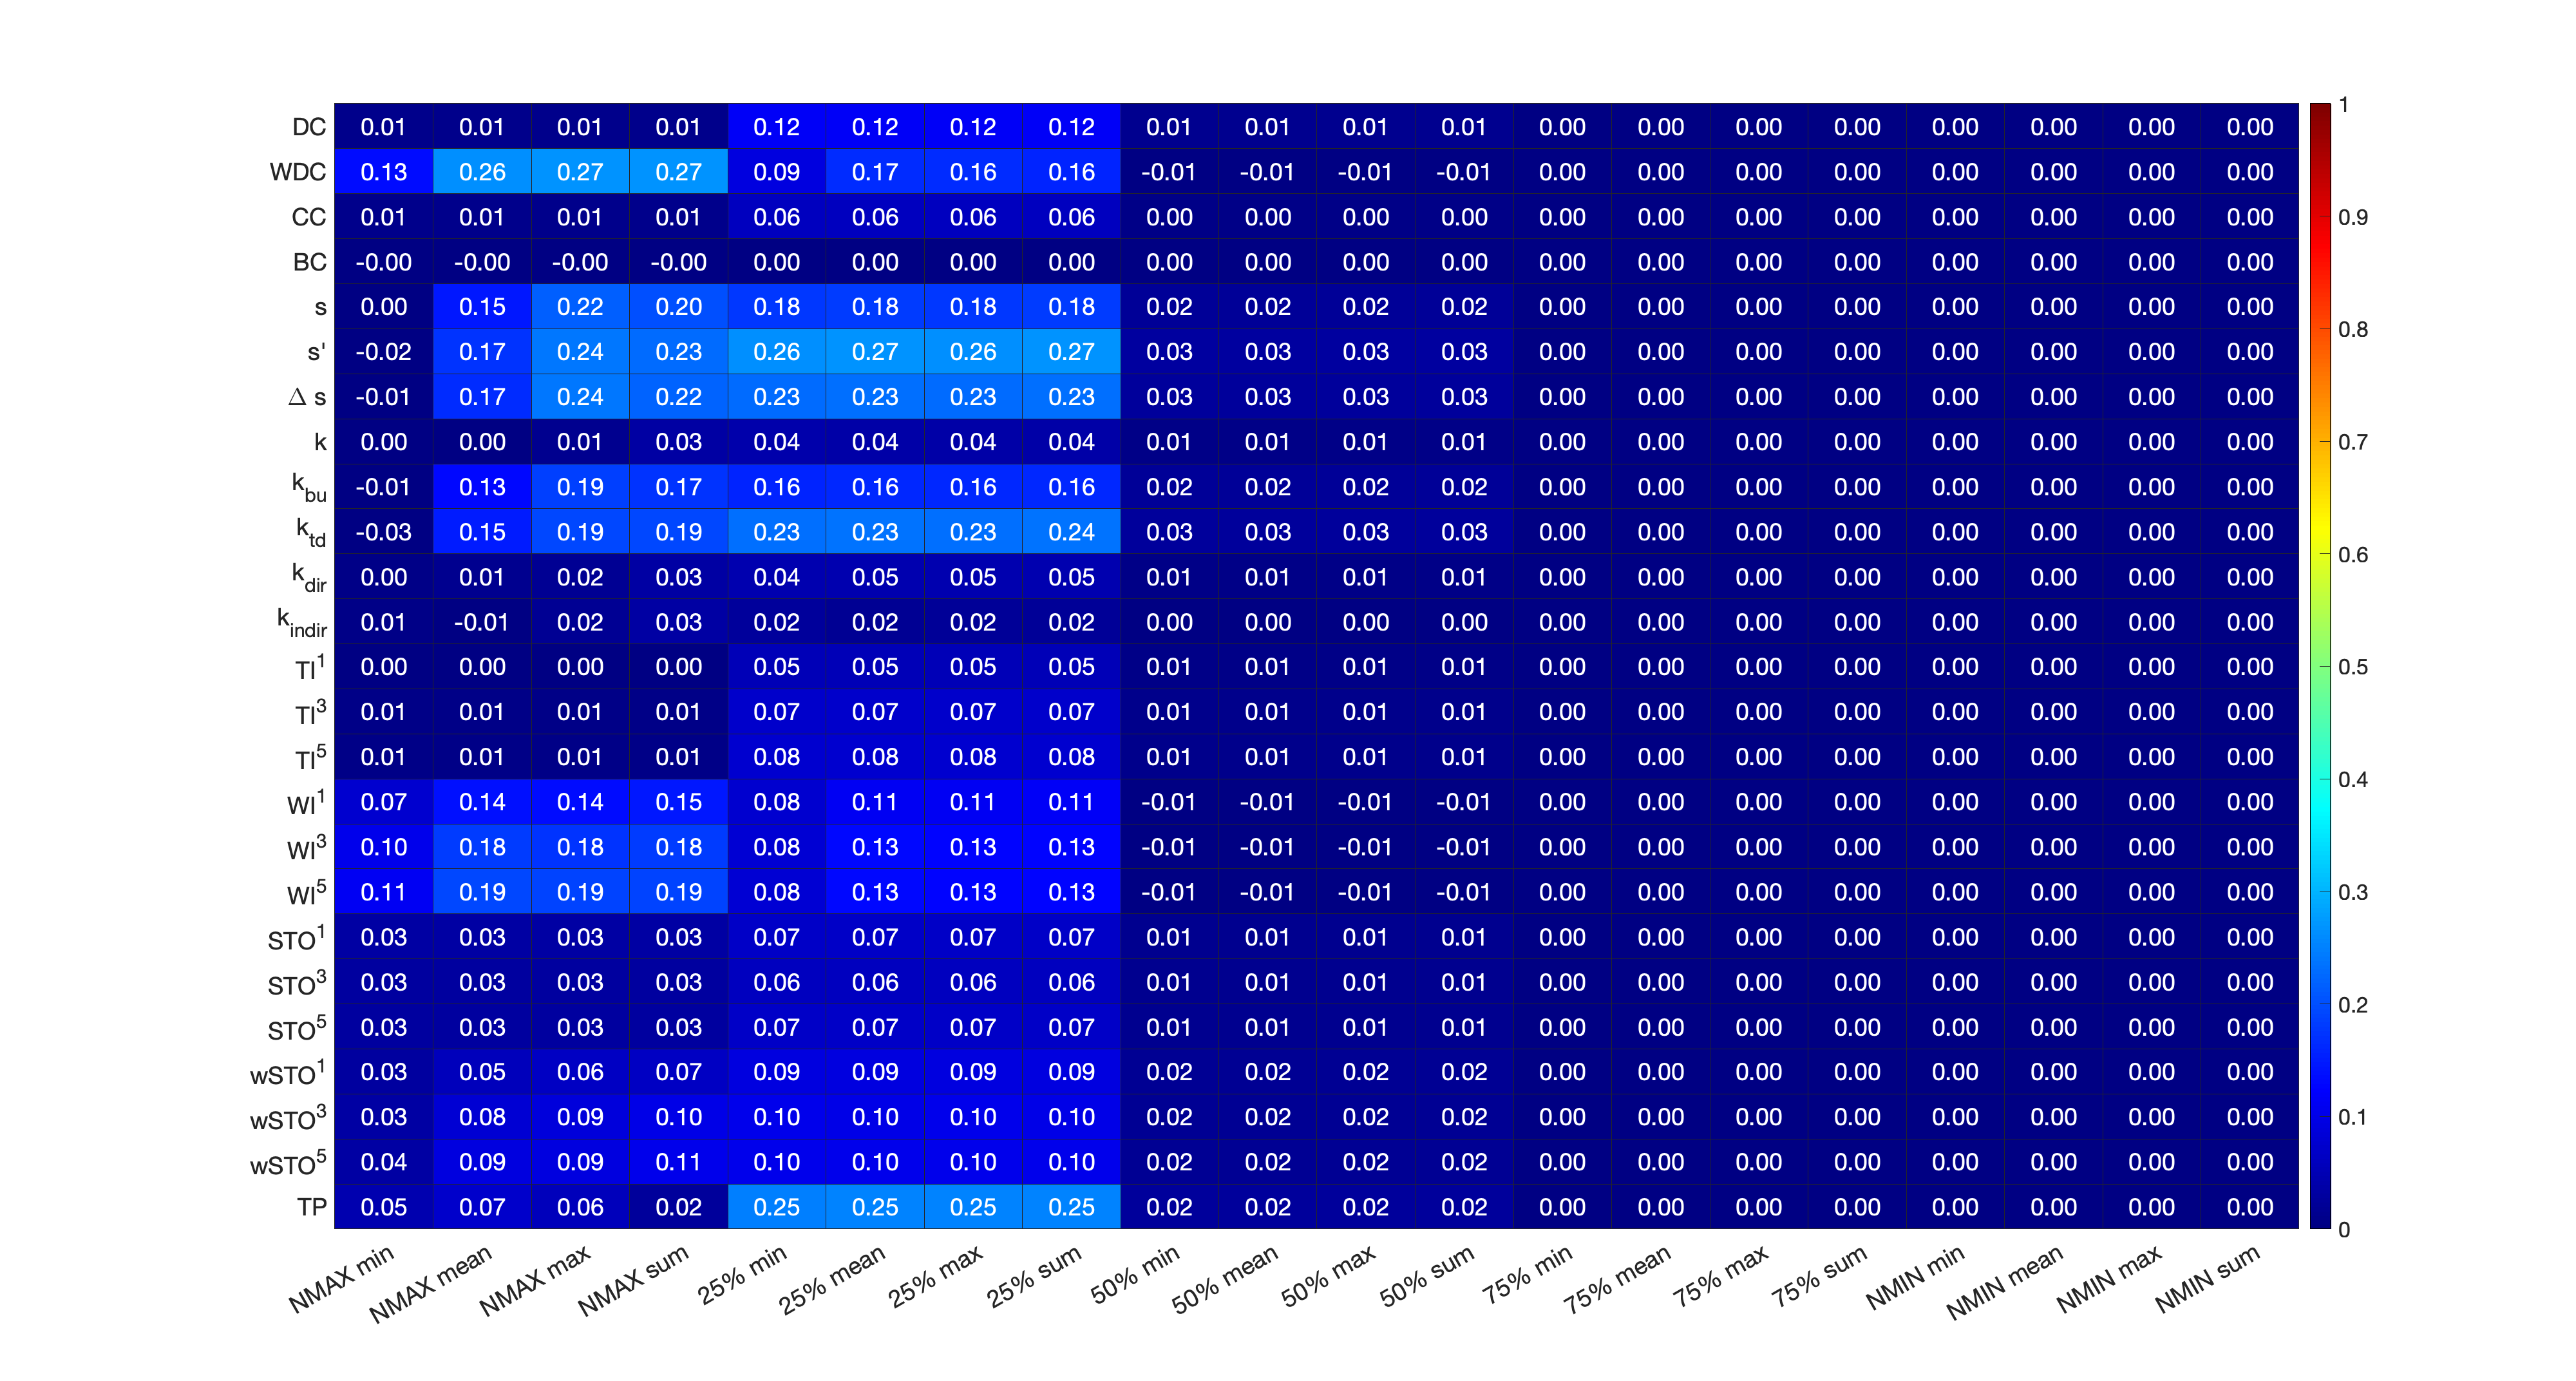 DC 0.01 0.01 0.01 0.01 0.12 0.12 0.12 0.12 0.01 0.01 0.01 0.01 0.00 0.00 0.00 0.00 0.00 0.00 0.00 0.00
WDC 0.13 0.26 0.27 0.27 0.09 0.17 0.16 0.16 -0.01 -0.01 -0.01 -0.01 0.00 0.00 0.00 0.00 0.00 0.00 0.00 0.00
CC 0.01 0.01 0.01 0.01 0.06 0.06 0.06 0.06 0.00 0.00 0.00 0.00 0.00 0.00 0.00 0.00 0.00 0.00 0.00 0.00
BC -0.00 -0.00 -0.00 -0.00 0.00 0.00 0.00 0.00 0.00 0.00 0.00 0.00 0.00 0.00 0.00 0.00 0.00 0.00 0.00 0.00
s 0.00 0.15 0.22 0.20 0.18 0.18 0.18 0.18 0.02 0.02 0.02 0.02 0.00 0.00 0.00 0.00 0.00 0.00 0.00 0.00
s' -0.02 0.17 0.24 0.23 0.26 0.27 0.26 0.27 0.03 0.03 0.03 0.03 0.00 0.00 0.00 0.00 0.00 0.00 0.00 0.00
Δ s -0.01 0.17 0.24 0.22 0.23 0.23 0.23 0.23 0.03 0.03 0.03 0.03 0.00 0.00 0.00 0.00 0.00 0.00 0.00 0.00
k 0.00 0.00 0.01 0.03 0.04 0.04 0.04 0.04 0.01 0.01 0.01 0.01 0.00 0.00 0.00 0.00 0.00 0.00 0.00 0.00
k_bu -0.01 0.13 0.19 0.17 0.16 0.16 0.16 0.16 0.02 0.02 0.02 0.02 0.00 0.00 0.00 0.00 0.00 0.00 0.00 0.00
k_td -0.03 0.15 0.19 0.19 0.23 0.23 0.23 0.24 0.03 0.03 0.03 0.03 0.00 0.00 0.00 0.00 0.00 0.00 0.00 0.00
k_dir 0.00 0.01 0.02 0.03 0.04 0.05 0.05 0.05 0.01 0.01 0.01 0.01 0.00 0.00 0.00 0.00 0.00 0.00 0.00 0.00
k_indir 0.01 -0.01 0.02 0.03 0.02 0.02 0.02 0.02 0.00 0.00 0.00 0.00 0.00 0.00 0.00 0.00 0.00 0.00 0.00 0.00
TI^1 0.00 0.00 0.00 0.00 0.05 0.05 0.05 0.05 0.01 0.01 0.01 0.01 0.00 0.00 0.00 0.00 0.00 0.00 0.00 0.00
TI^3 0.01 0.01 0.01 0.01 0.07 0.07 0.07 0.07 0.01 0.01 0.01 0.01 0.00 0.00 0.00 0.00 0.00 0.00 0.00 0.00
TI^5 0.01 0.01 0.01 0.01 0.08 0.08 0.08 0.08 0.01 0.01 0.01 0.01 0.00 0.00 0.00 0.00 0.00 0.00 0.00 0.00
WI^1 0.07 0.14 0.14 0.15 0.08 0.11 0.11 0.11 -0.01 -0.01 -0.01 -0.01 0.00 0.00 0.00 0.00 0.00 0.00 0.00 0.00
WI^3 0.10 0.18 0.18 0.18 0.08 0.13 0.13 0.13 -0.01 -0.01 -0.01 -0.01 0.00 0.00 0.00 0.00 0.00 0.00 0.00 0.00
WI^5 0.11 0.19 0.19 0.19 0.08 0.13 0.13 0.13 -0.01 -0.01 -0.01 -0.01 0.00 0.00 0.00 0.00 0.00 0.00 0.00 0.00
STO^1 0.03 0.03 0.03 0.03 0.07 0.07 0.07 0.07 0.01 0.01 0.01 0.01 0.00 0.00 0.00 0.00 0.00 0.00 0.00 0.00
STO^3 0.03 0.03 0.03 0.03 0.06 0.06 0.06 0.06 0.01 0.01 0.01 0.01 0.00 0.00 0.00 0.00 0.00 0.00 0.00 0.00
STO^5 0.03 0.03 0.03 0.03 0.07 0.07 0.07 0.07 0.01 0.01 0.01 0.01 0.00 0.00 0.00 0.00 0.00 0.00 0.00 0.00
wSTO^1 0.03 0.05 0.06 0.07 0.09 0.09 0.09 0.09 0.02 0.02 0.02 0.02 0.00 0.00 0.00 0.00 0.00 0.00 0.00 0.00
wSTO^3 0.03 0.08 0.09 0.10 0.10 0.10 0.10 0.10 0.02 0.02 0.02 0.02 0.00 0.00 0.00 0.00 0.00 0.00 0.00 0.00
wSTO^5 0.04 0.09 0.09 0.11 0.10 0.10 0.10 0.10 0.02 0.02 0.02 0.02 0.00 0.00 0.00 0.00 0.00 0.00 0.00 0.00
TP 0.05 0.07 0.06 0.02 0.25 0.25 0.25 0.25 0.02 0.02 0.02 0.02 0.00 0.00 0.00 0.00 0.00 0.00 0.00 0.00
NMAX min NMAX mean NMAX max NMAX sum 25% min 25% mean 25% max 25% sum 50% min 50% mean 50% max 50% sum 75% min 75% mean 75% max 75% sum NMIN min NMIN mean NMIN max NMIN sum
1
0.9
0.8
0.7
0.6
0.5
0.4
0.3
0.2
0.1
0